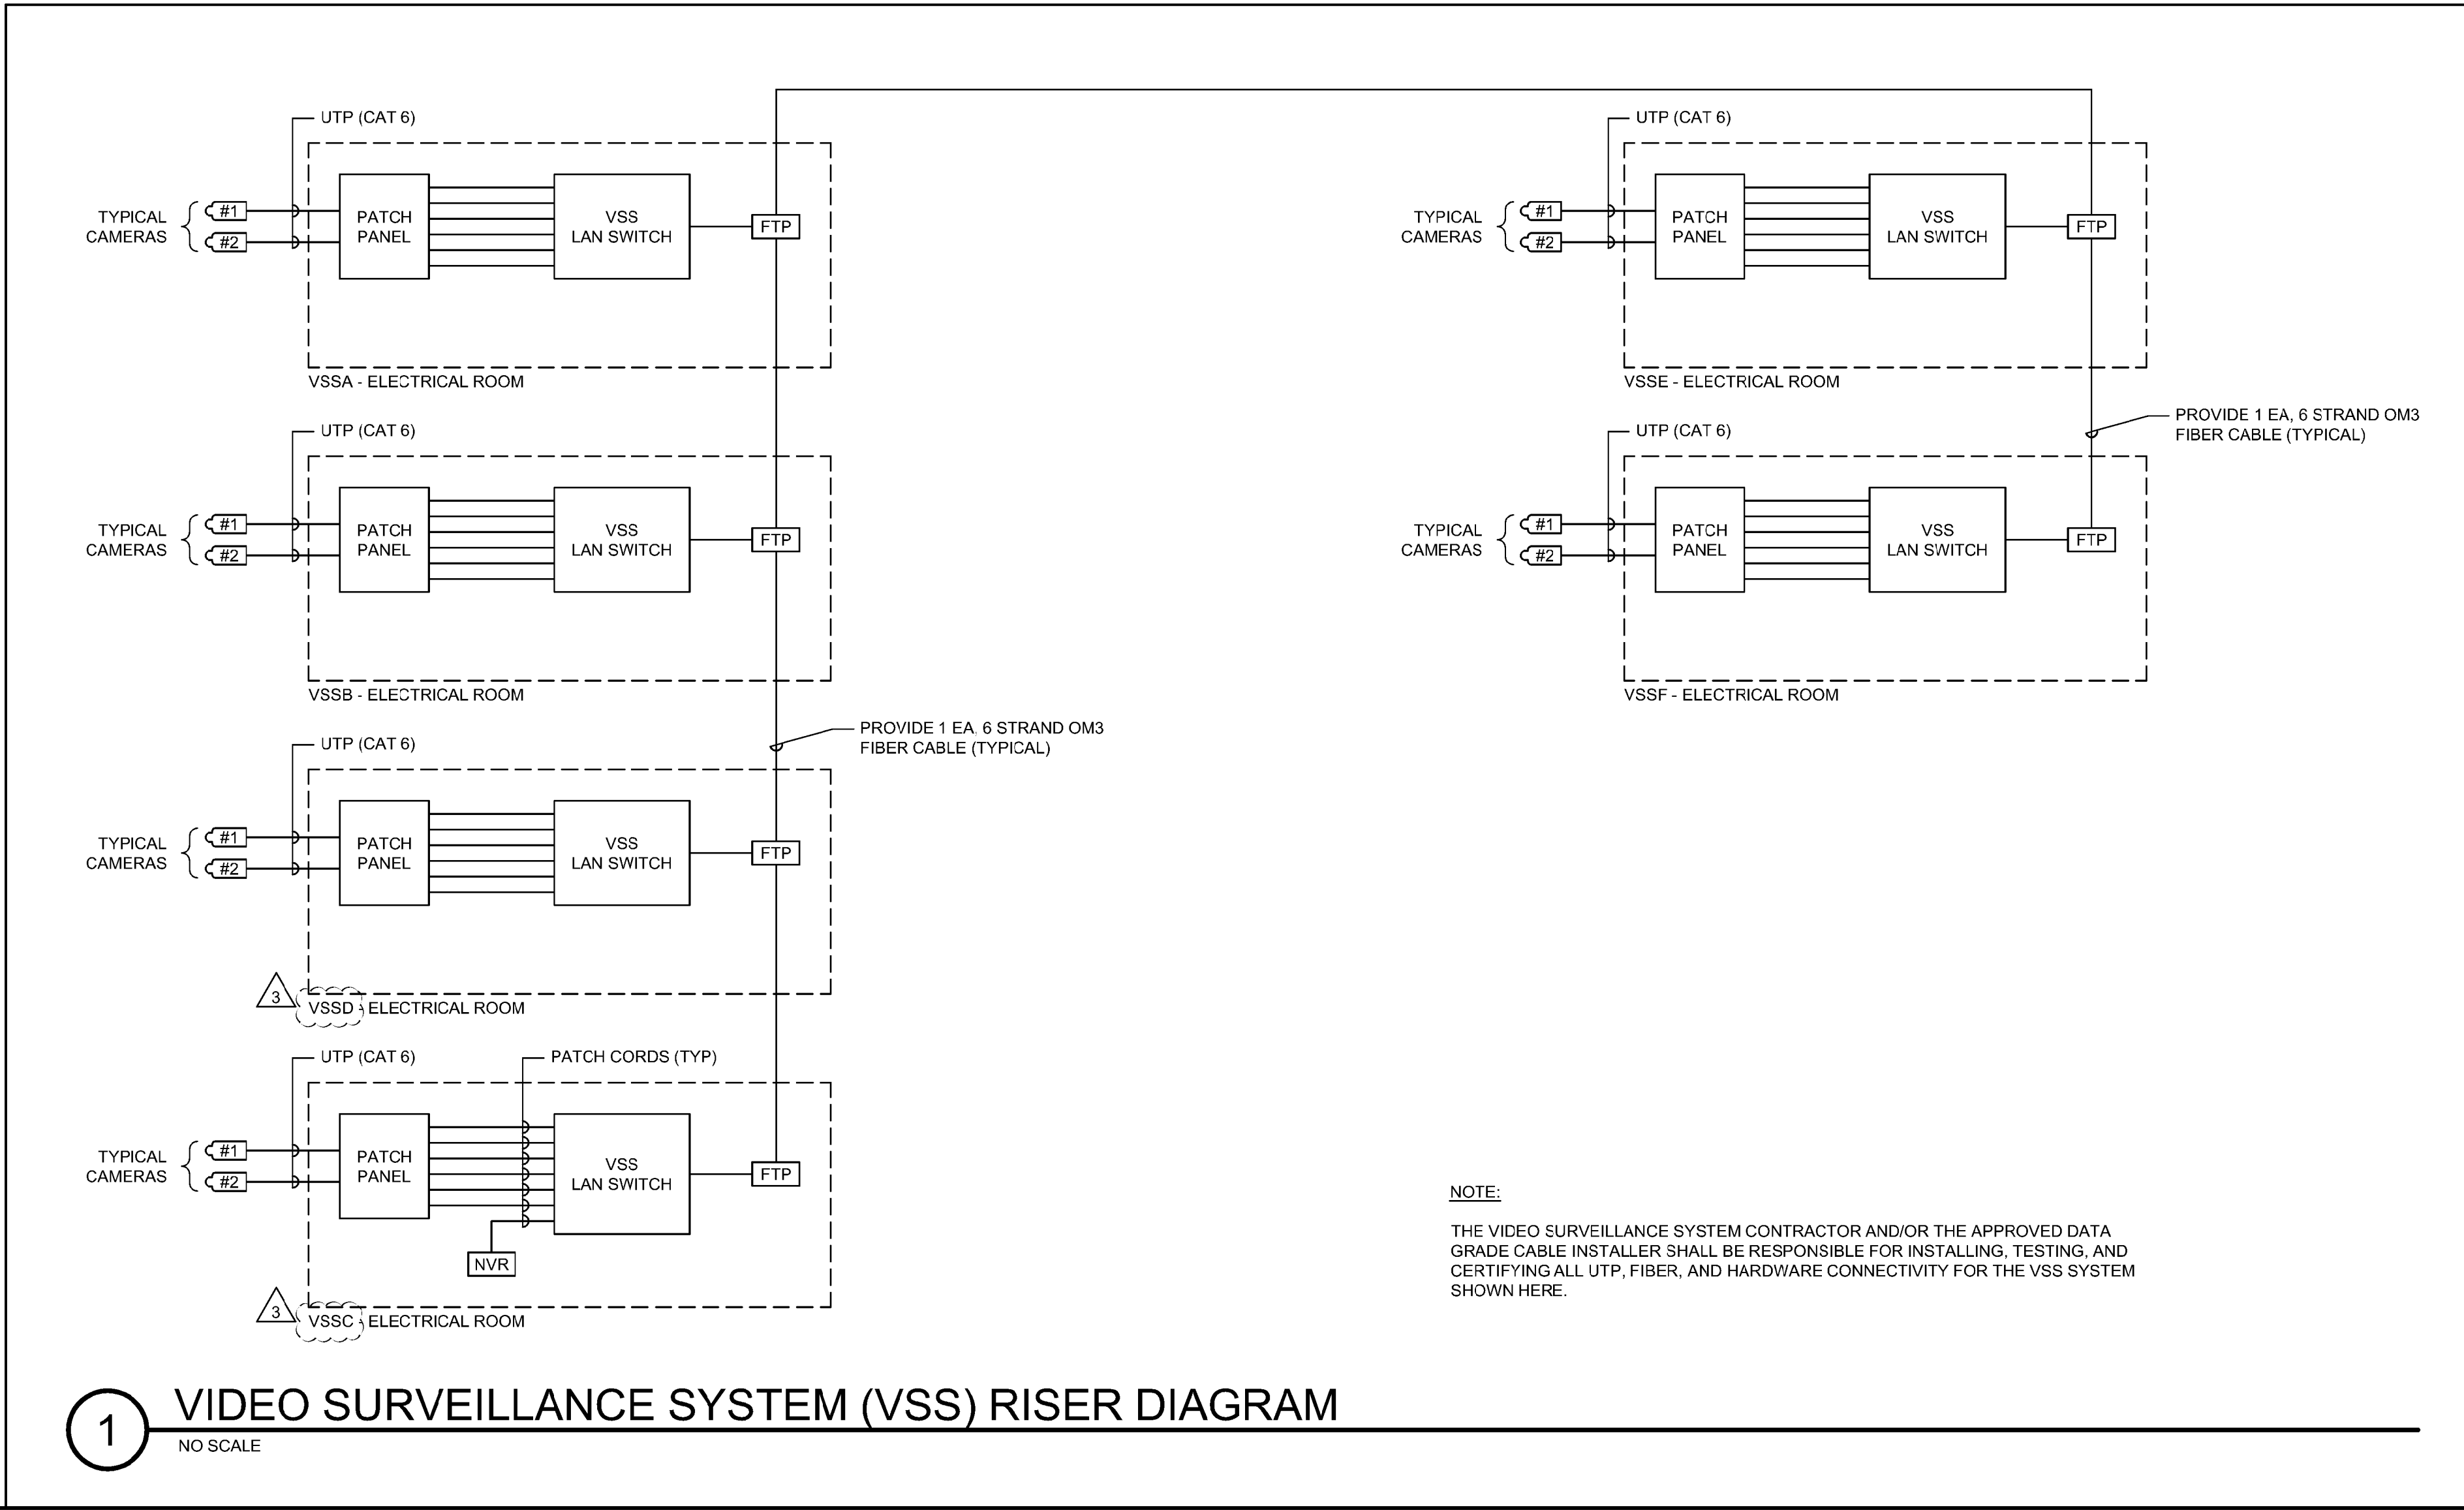 UTP (CAT 6)
TYPICAL
CAMERAS
#1
#2
PATCH
PANEL
VSS
LAN SWITCH
FTP
VSSA - ELECTRICAL ROOM
UTP (CAT 6)
TYPICAL
CAMERAS
#1
#2
PATCH
PANEL
VSS
LAN SWITCH
FTP
VSSB - ELECTRICAL ROOM
PROVIDE 1 EA, 6 STRAND OM3
FIBER CABLE (TYPICAL)
UTP (CAT 6)
TYPICAL
CAMERAS
#1
#2
PATCH
PANEL
VSS
LAN SWITCH
FTP
3
VSSD - ELECTRICAL ROOM
UTP (CAT 6)
PATCH CORDS (TYP)
TYPICAL
CAMERAS
#1
#2
PATCH
PANEL
VSS
LAN SWITCH
FTP
NVR
3
VSSC - ELECTRICAL ROOM
UTP (CAT 6)
TYPICAL
CAMERAS
#1
#2
PATCH
PANEL
VSS
LAN SWITCH
FTP
VSSE - ELECTRICAL ROOM
PROVIDE 1 EA, 6 STRAND OM3
FIBER CABLE (TYPICAL)
UTP (CAT 6)
TYPICAL
CAMERAS
#1
#2
PATCH
PANEL
VSS
LAN SWITCH
FTP
VSSF - ELECTRICAL ROOM
NOTE:
THE VIDEO SURVEILLANCE SYSTEM CONTRACTOR AND/OR THE APPROVED DATA
GRADE CABLE INSTALLER SHALL BE RESPONSIBLE FOR INSTALLING, TESTING, AND
CERTIFYING ALL UTP, FIBER, AND HARDWARE CONNECTIVITY FOR THE VSS SYSTEM
SHOWN HERE.
1
VIDEO SURVEILLANCE SYSTEM (VSS) RISER DIAGRAM
NO SCALE